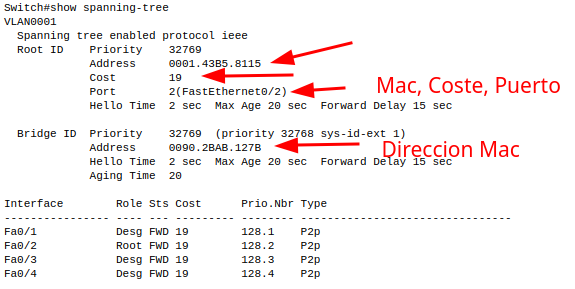 Switch#show spanning-tree
VLAN0001
Spanning tree enabled protocol ieee
Root ID Priority 32769
Address 0001.43B5.8115
Cost 19
Port 2(FastEthernet0/2)
Mac, Coste, Puerto
Hello Time 2 sec Max Age 20 sec Forward Delay 15 sec
Bridge ID Priority 32769 (priority 32768 sys-id-ext 1)
Address 0090.2BAB.127B
Direccion Mac
Hello Time 2 sec Max Age 20 sec Forward Delay 15 sec
Aging Time 20
Interface Role Sts Cost Prio.Nbr Type
---------------- ---- --- --------- -------- --------------------------------
Fa0/1 Desg FWD 19 128.1 P2p
Fa0/2 Root FWD 19 128.2 P2p
Fa0/3 Desg FWD 19 128.3 P2p
Fa0/4 Desg FWD 19 128.4 P2p